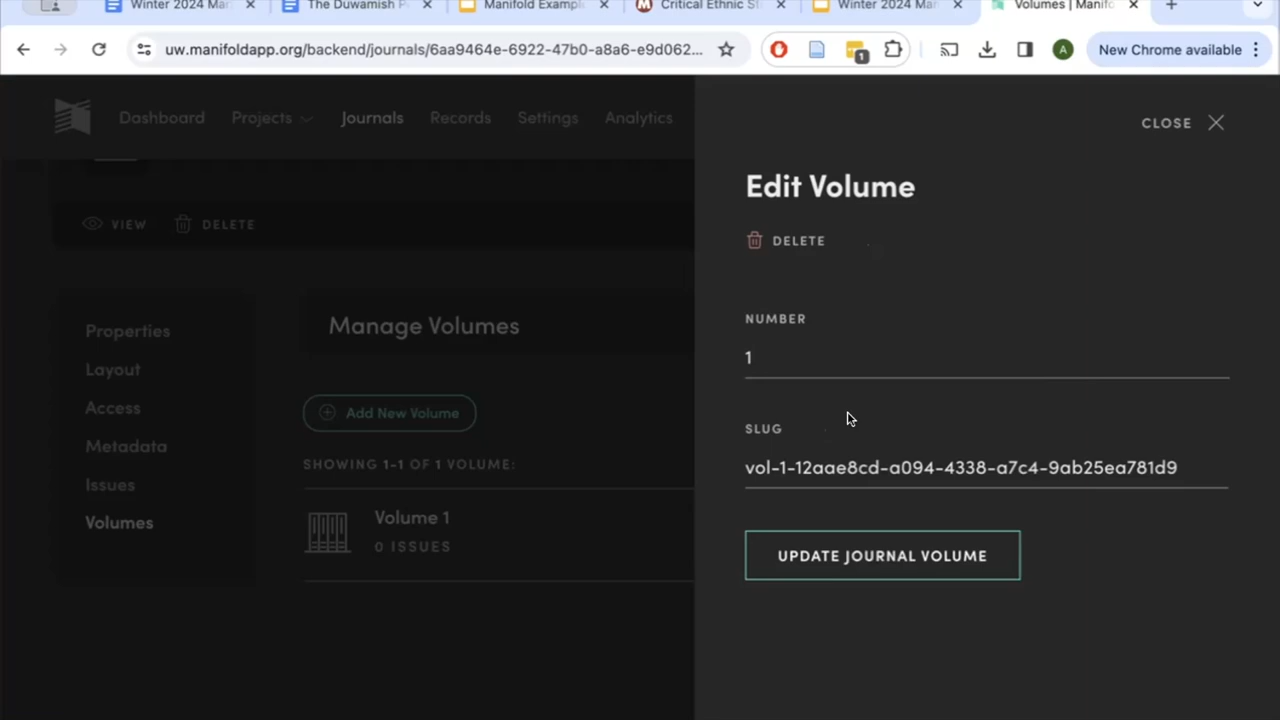 Winter 2024 Mar
The Duwamish P
Manifold Exampl
Critical Ethnic St
Winter 2024 Mar
Volumes | Manifo
uw.manifoldapp.org/backend/journals/6aa9464e-6922-47b0-a8a6-e9d062...
1
A
New Chrome available
Dashboard
Projects
Journals
Records
Settings
Analytics
CLOSE
Edit Volume
VIEW
DELETE
DELETE
Properties
Layout
Access
Metadata
Issues
Volumes
Manage Volumes
Add New Volume
SHOWING 1-1 OF 1 VOLUME:
Volume 1
0 ISSUES
NUMBER
1
SLUG
vol-1-12aae8cd-a094-4338-a7c4-9ab25ea781d9
UPDATE JOURNAL VOLUME